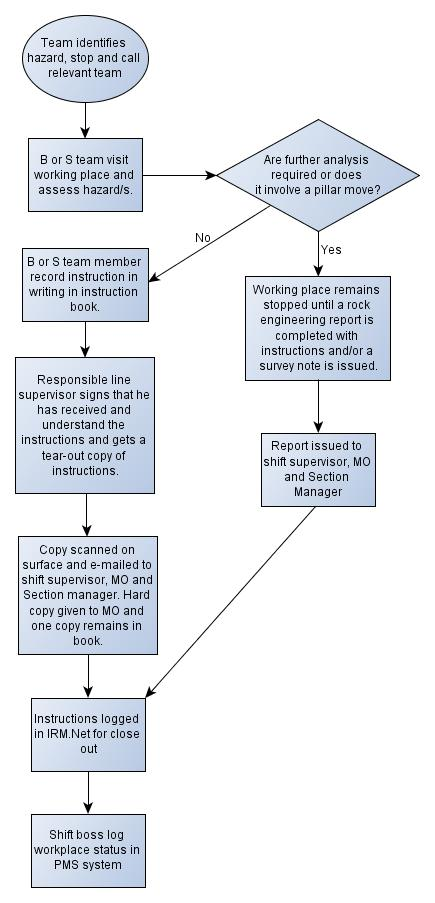 Team identifies
hazard, stop and call
relevant team
B or S team visit
working place and
assess hazard/s.
Are further analysis
required or does
it involve a pillar move?
No
Yes
B or S team member
record instruction in
writing in instruction
book.
Working place remains
stopped until a rock
engineering report is
completed with
instructions and/or a
survey note is issued.
Responsible line
supervisor signs that he
has received and
understand the
instructions and gets a
tear-out copy of
instructions.
Report issued to
shift supervisor, MO
and Section
Manager
Copy scanned on
surface and e-mailed to
shift supervisor, MO and
Section manager. Hard
copy given to MO and
one copy remains in
book.
Instructions logged
in IRM.Net for close
out
Shift boss log
workplace status in
PMS system